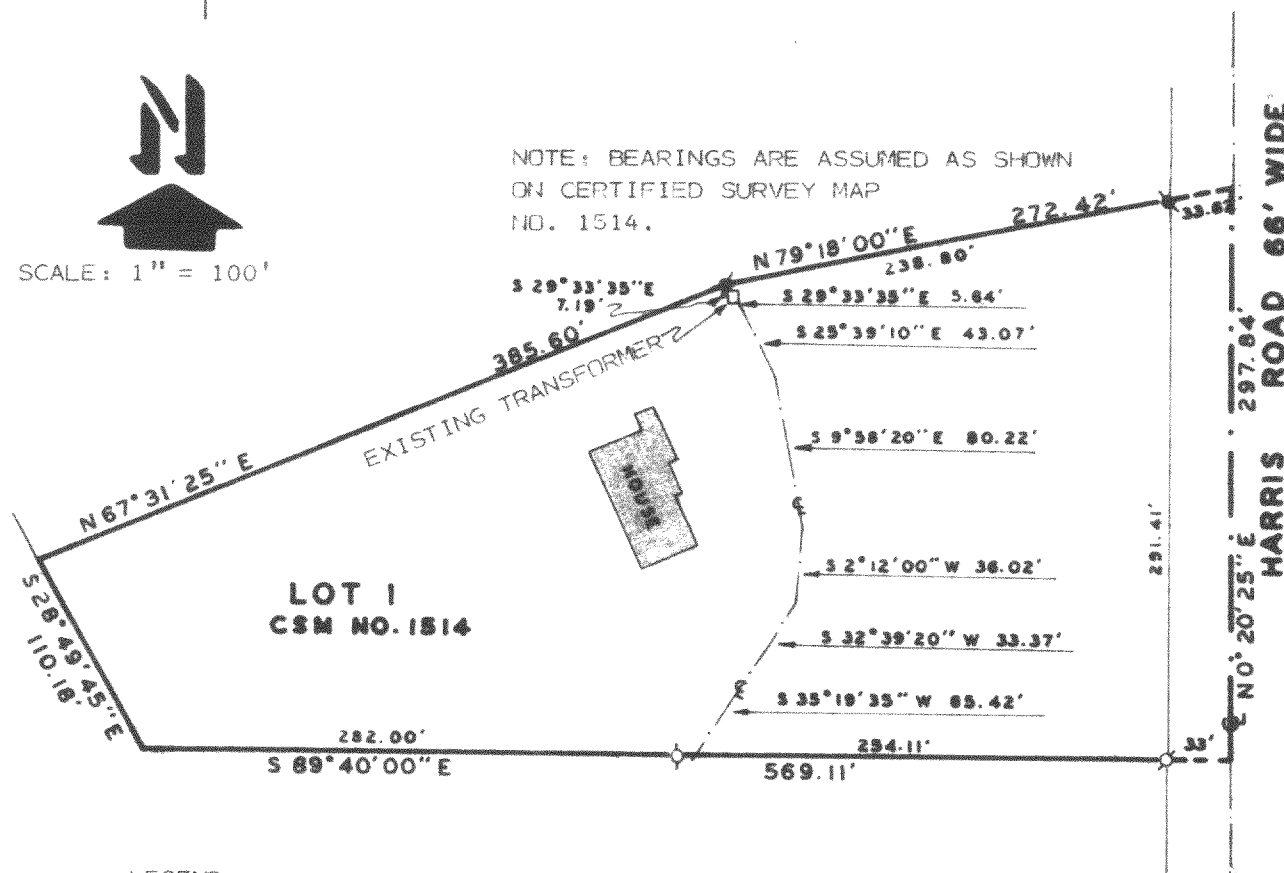 NOTE: BEARINGS ARE ASSUMED AS SHOWN
ON CERTIFIED SURVEY MAP
NO. 1514.
SCALE: 1" = 100'
N 79°18'00" E
272.42'
238.80'
33.62'
S 29°33'35" E
7.19'
S 29°33'35" E 5.64'
S 25°39'10" E 43.07'
385.60'
EXISTING TRANSFORMER
N 67°31'25" E
S 9°58'20" E 80.22'
HOUSE
S 2°12'00" W 36.02'
S 32°39'20" W 33.37'
S 35°19'35" W 85.42'
LOT 1
CSM NO. 1514
S 28°49'45" E
110.18'
282.00'
S 89°40'00" E
254.11'
569.11'
33'
291.41'
N 0°20'25" E 297.84'
HARRIS ROAD 66' WIDE